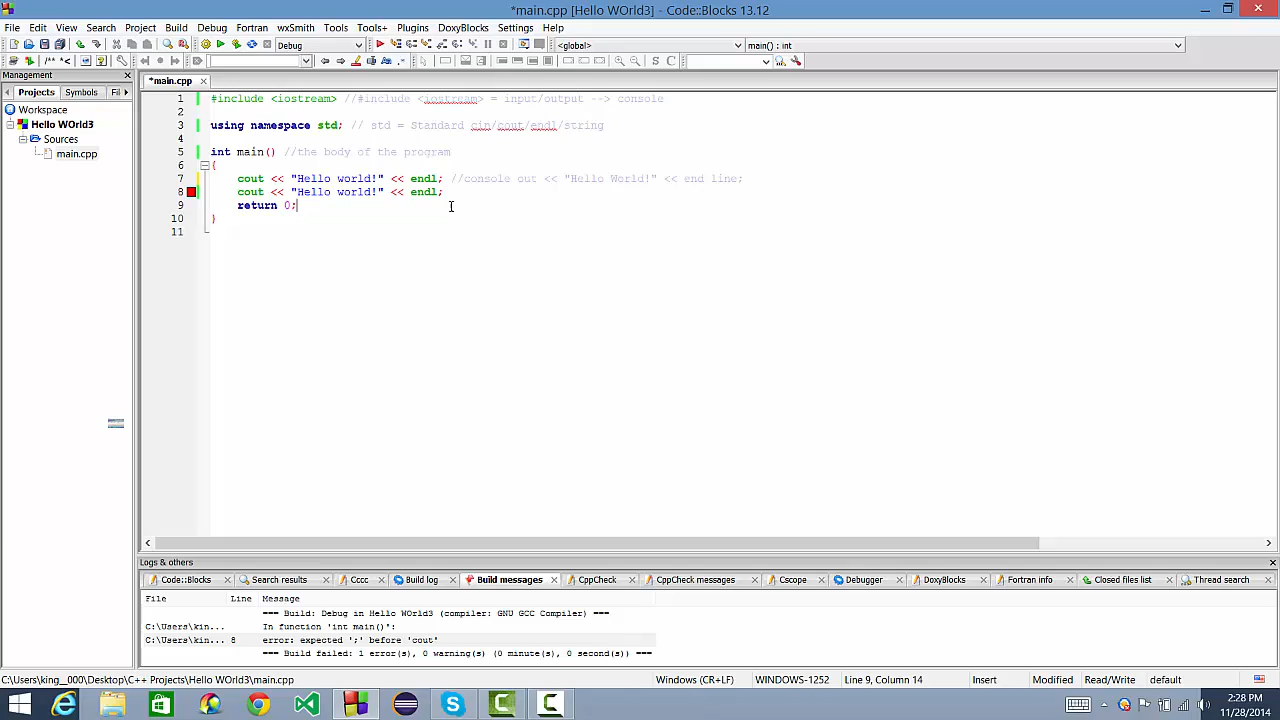 *main.cpp [Hello WOrld3] - Code::Blocks 13.12
File Edit View Search Project Build Debug Fortran wxSmith Tools Tools+ Plugins DoxyBlocks Settings Help
Debug <global> main() : int
/** *< S C
Management
Projects Symbols Fil
*main.cpp
Workspace
Hello WOrld3
Sources
main.cpp
1 #include <iostream> //#include <iostream> = input/output --> console
2
3 using namespace std; // std = Standard cin/cout/endl/string
4
5 int main() //the body of the program
6 {
7 cout << "Hello world!" << endl; //console out << "Hello World!" << end line;
8 cout << "Hello world!" << endl;
9 return 0;
10 }
11
Logs & others
Code::Blocks Search results Cccc Build log Build messages CppCheck CppCheck messages Cscope Debugger DoxyBlocks Fortran info Closed files list Thread search
File Line Message
=== Build: Debug in Hello WOrld3 (compiler: GNU GCC Compiler) ===
C:\Users\kin... In function 'int main()':
C:\Users\kin... 8 error: expected ';' before 'cout'
=== Build failed: 1 error(s), 0 warning(s) (0 minute(s), 0 second(s)) ===
C:\Users\king_000\Desktop\C++ Projects\Hello WOrld3\main.cpp Windows (CR+LF) WINDOWS-1252 Line 9, Column 14 Insert Modified Read/Write default
2:28 PM
11/28/2014